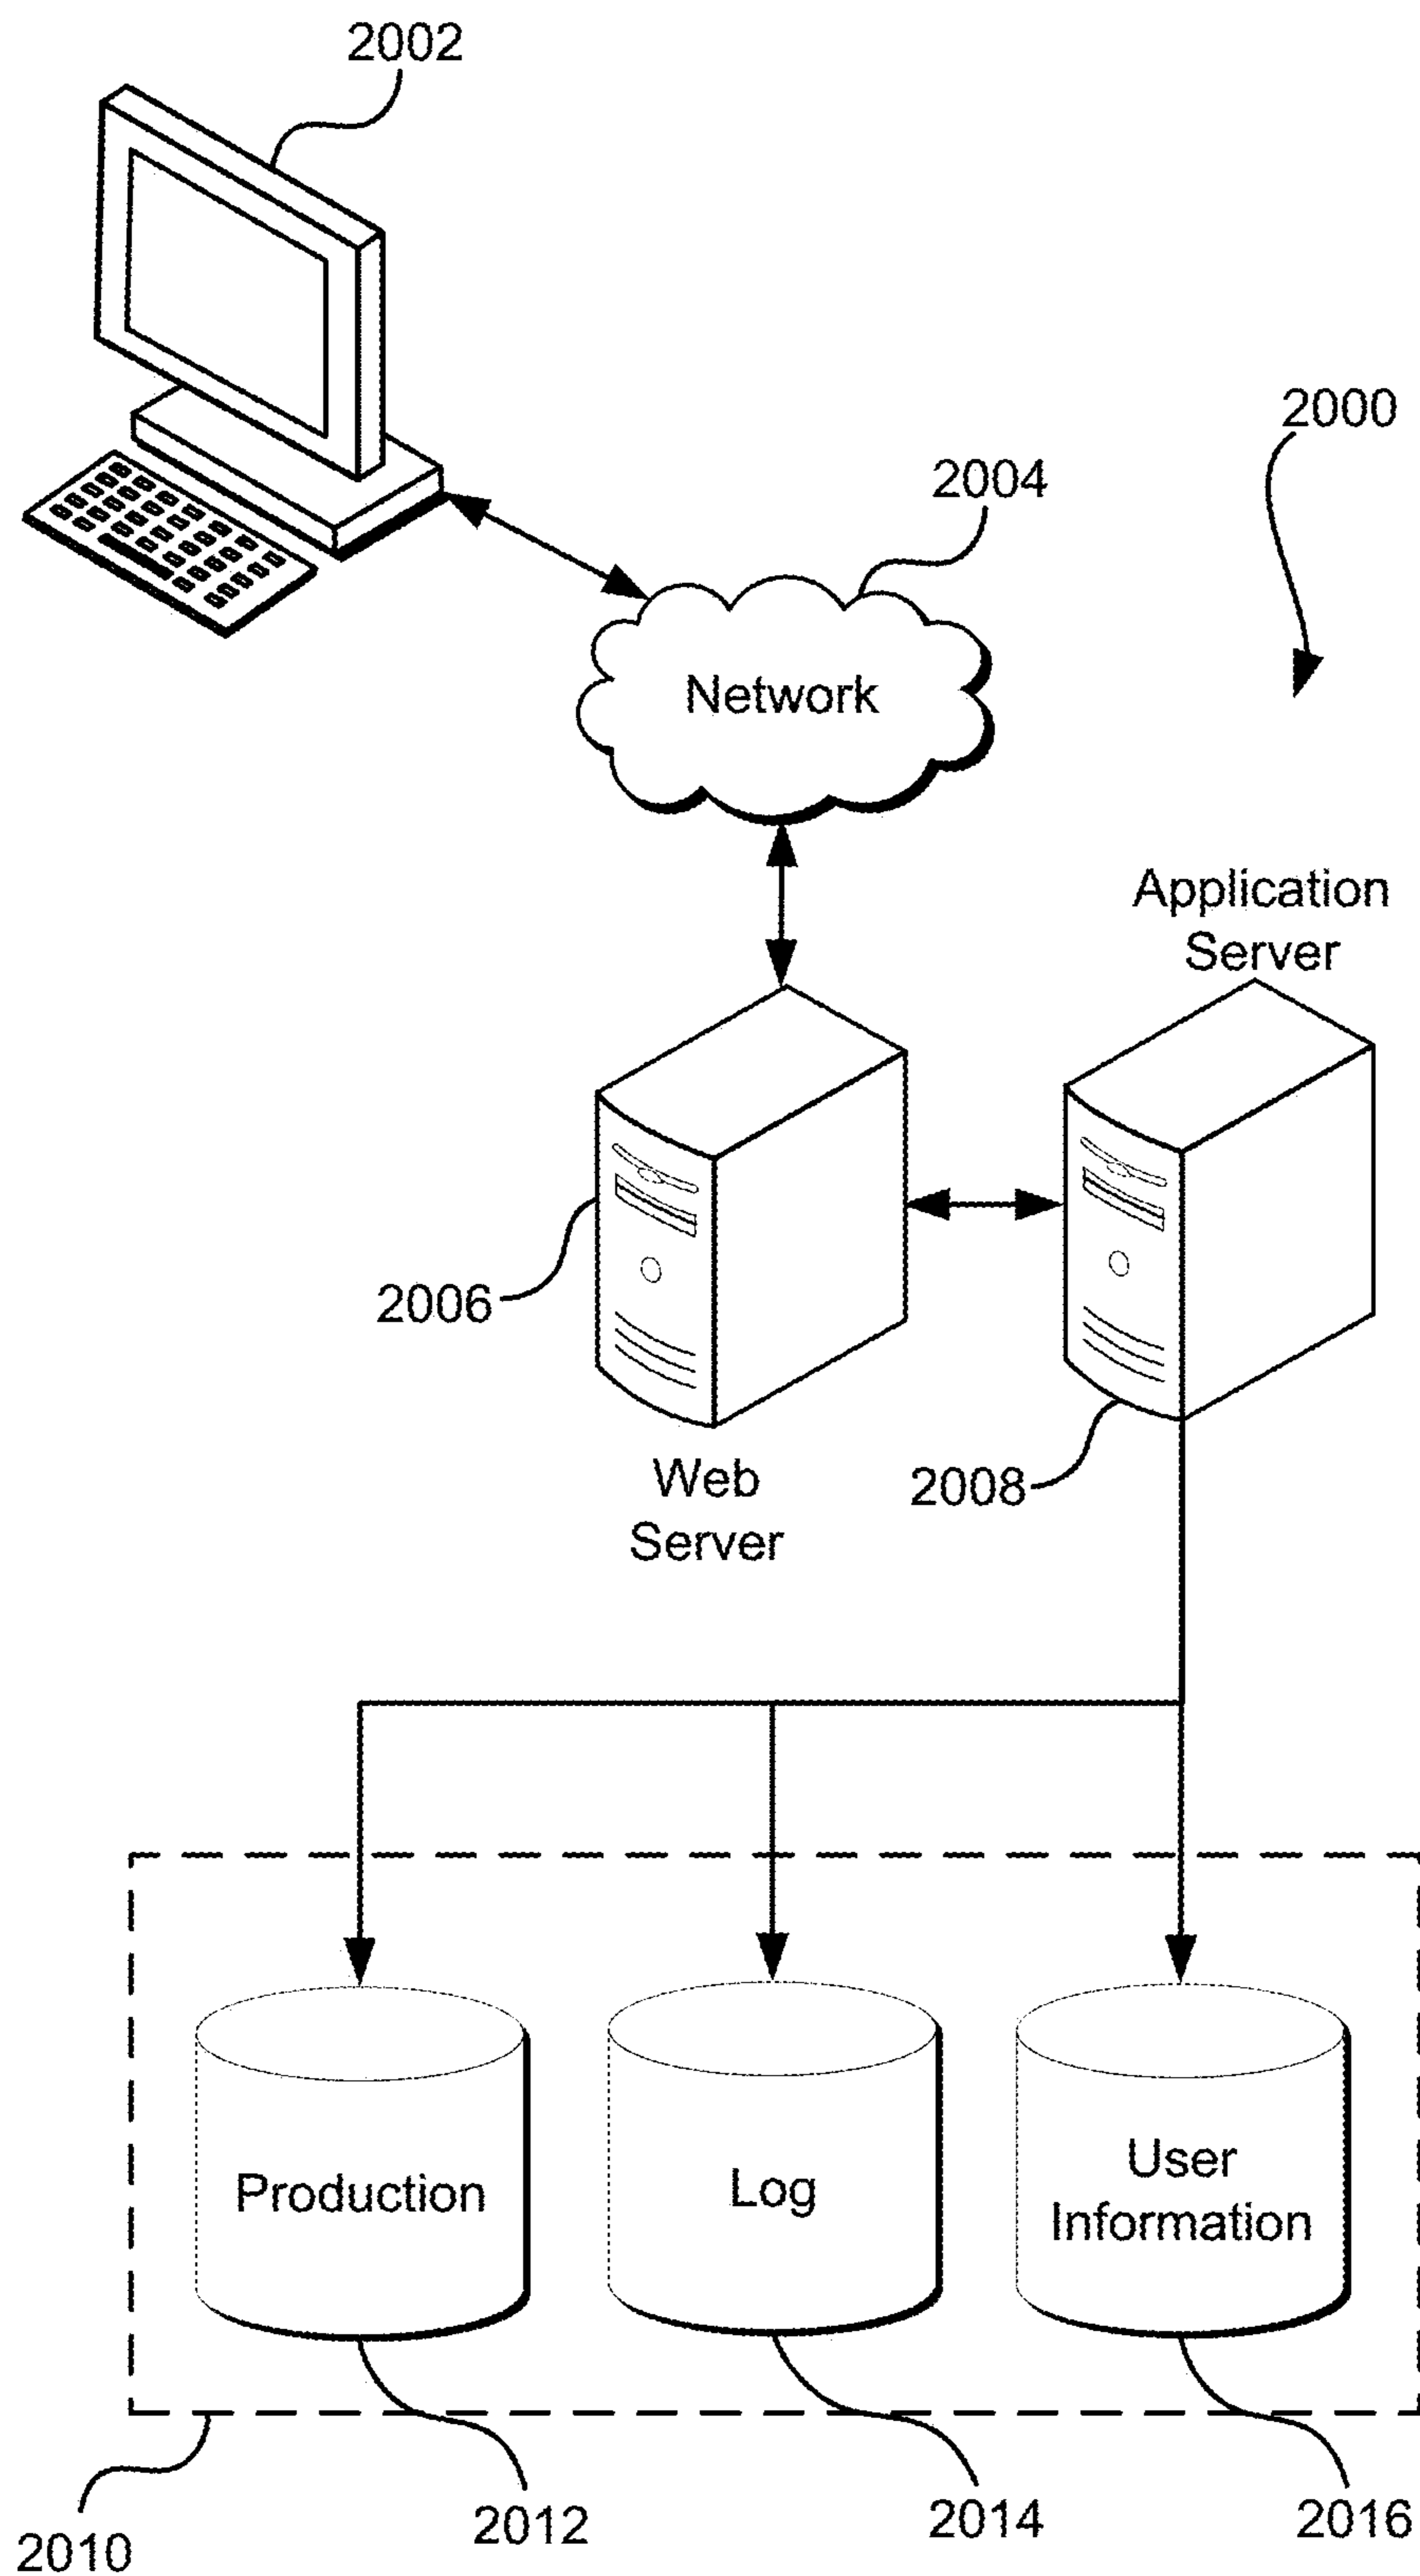 2002
2000
2004
Network
Application
Server
2006
Web
Server
2008
Production
Log
User
Information
2010
2012
2014
2016